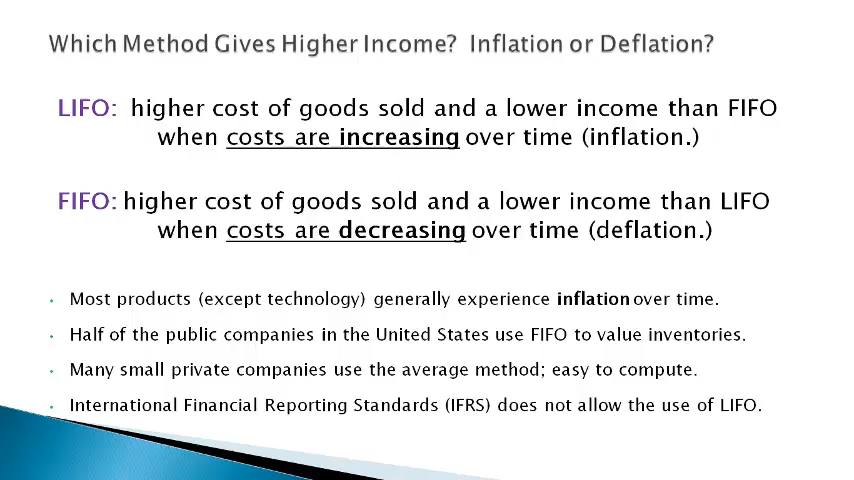 Which Method Gives Higher Income? Inflation or Deflation?
LIFO: higher cost of goods sold and a lower income than FIFO
when costs are increasing over time (inflation.)
FIFO: higher cost of goods sold and a lower income than LIFO
when costs are decreasing over time (deflation.)
• Most products (except technology) generally experience inflation over time.
• Half of the public companies in the United States use FIFO to value inventories.
• Many small private companies use the average method; easy to compute.
• International Financial Reporting Standards (IFRS) does not allow the use of LIFO.